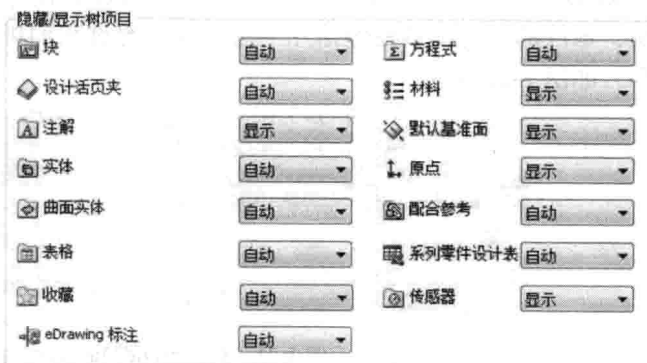 隐藏/显示树项目
块 自动 方程式 自动
设计活页夹 自动 材料 显示
注解 显示 默认基准面 显示
实体 自动 原点 显示
曲面实体 自动 配合参考 自动
表格 自动 系列零件设计表 自动
收藏 自动 传感器 显示
eDrawing 标注 自动